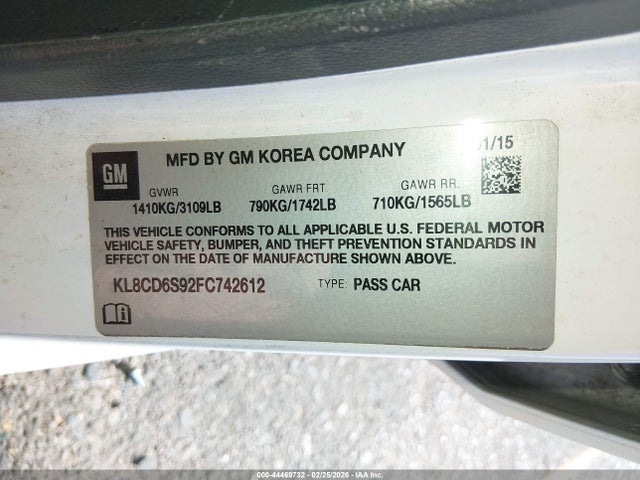 GM
MFD BY GM KOREA COMPANY
1/15
GVWR GAWR FRT. GAWR RR.
1410KG/3109LB 790KG/1742LB 710KG/1565LB
THIS VEHICLE CONFORMS TO ALL APPLICABLE U.S. FEDERAL MOTOR
VEHICLE SAFETY, BUMPER, AND THEFT PREVENTION STANDARDS IN
EFFECT ON THE DATE OF MANUFACTURE SHOWN ABOVE.
KL8CD6S92FC742612 TYPE: PASS CAR
000-44469732 - 02/25/2026 - IAA Inc.